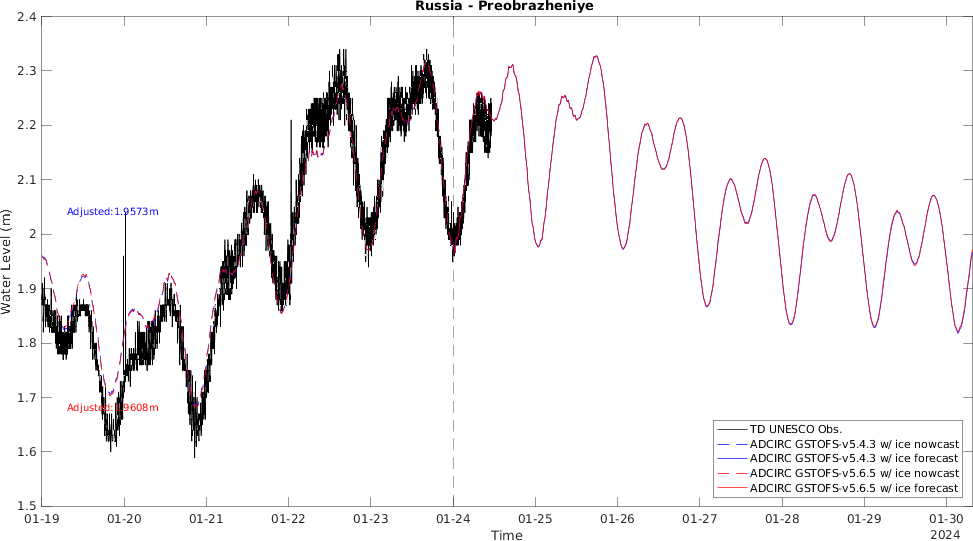 Russia - Preobrazheniye
2.4
2.3
2.2
2.1
2
1.9
1.8
1.7
1.6
1.5
Water Level (m)
Adjusted:1.9573m
Adjusted:1.9608m
TD UNESCO Obs.
ADCIRC GSTOFS-v5.4.3 w/ ice nowcast
ADCIRC GSTOFS-v5.4.3 w/ ice forecast
ADCIRC GSTOFS-v5.6.5 w/ ice nowcast
ADCIRC GSTOFS-v5.6.5 w/ ice forecast
01-19 01-20 01-21 01-22 01-23 01-24 01-25 01-26 01-27 01-28 01-29 01-30
Time
2024